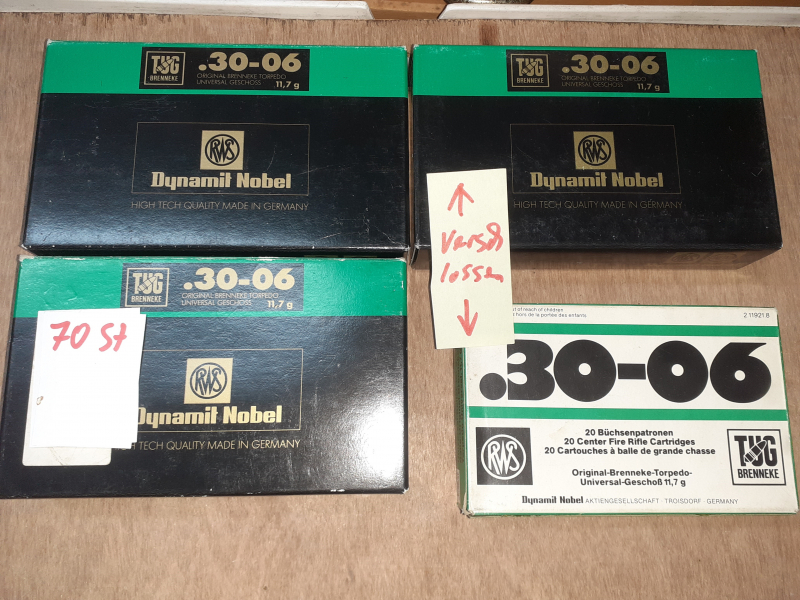 TUG
BRENNEKE
.30-06
ORIGINAL BRENNEKE TORPEDO
UNIVERSAL GESCHOSS 11,7 g
RWS
Dynamit Nobel
HIGH TECH QUALITY MADE IN GERMANY
TUG
BRENNEKE
.30-06
ORIGINAL BRENNEKE TORPEDO
UNIVERSAL GESCHOSS 11,7 g
RWS
Dynamit Nobel
HIGH TECH QUALITY MADE IN GERMANY
Versch
lossen
TUG
BRENNEKE
.30-06
ORIGINAL BRENNEKE TORPEDO
UNIVERSAL GESCHOSS 11,7 g
70 St
RWS
Dynamit Nobel
TECH QUALITY MADE IN GERMANY
of reach of children
hors de la portée des enfants
2 11921 8
.30-06
20 Büchsenpatronen
20 Center Fire Rifle Cartridges
20 Cartouches à balle de grande chasse
RWS
TUG
BRENNEKE
Original-Brenneke-Torpedo-
Universal-Geschoß 11,7 g
Dynamit Nobel AKTIENGESELLSCHAFT · TROISDORF · GERMANY